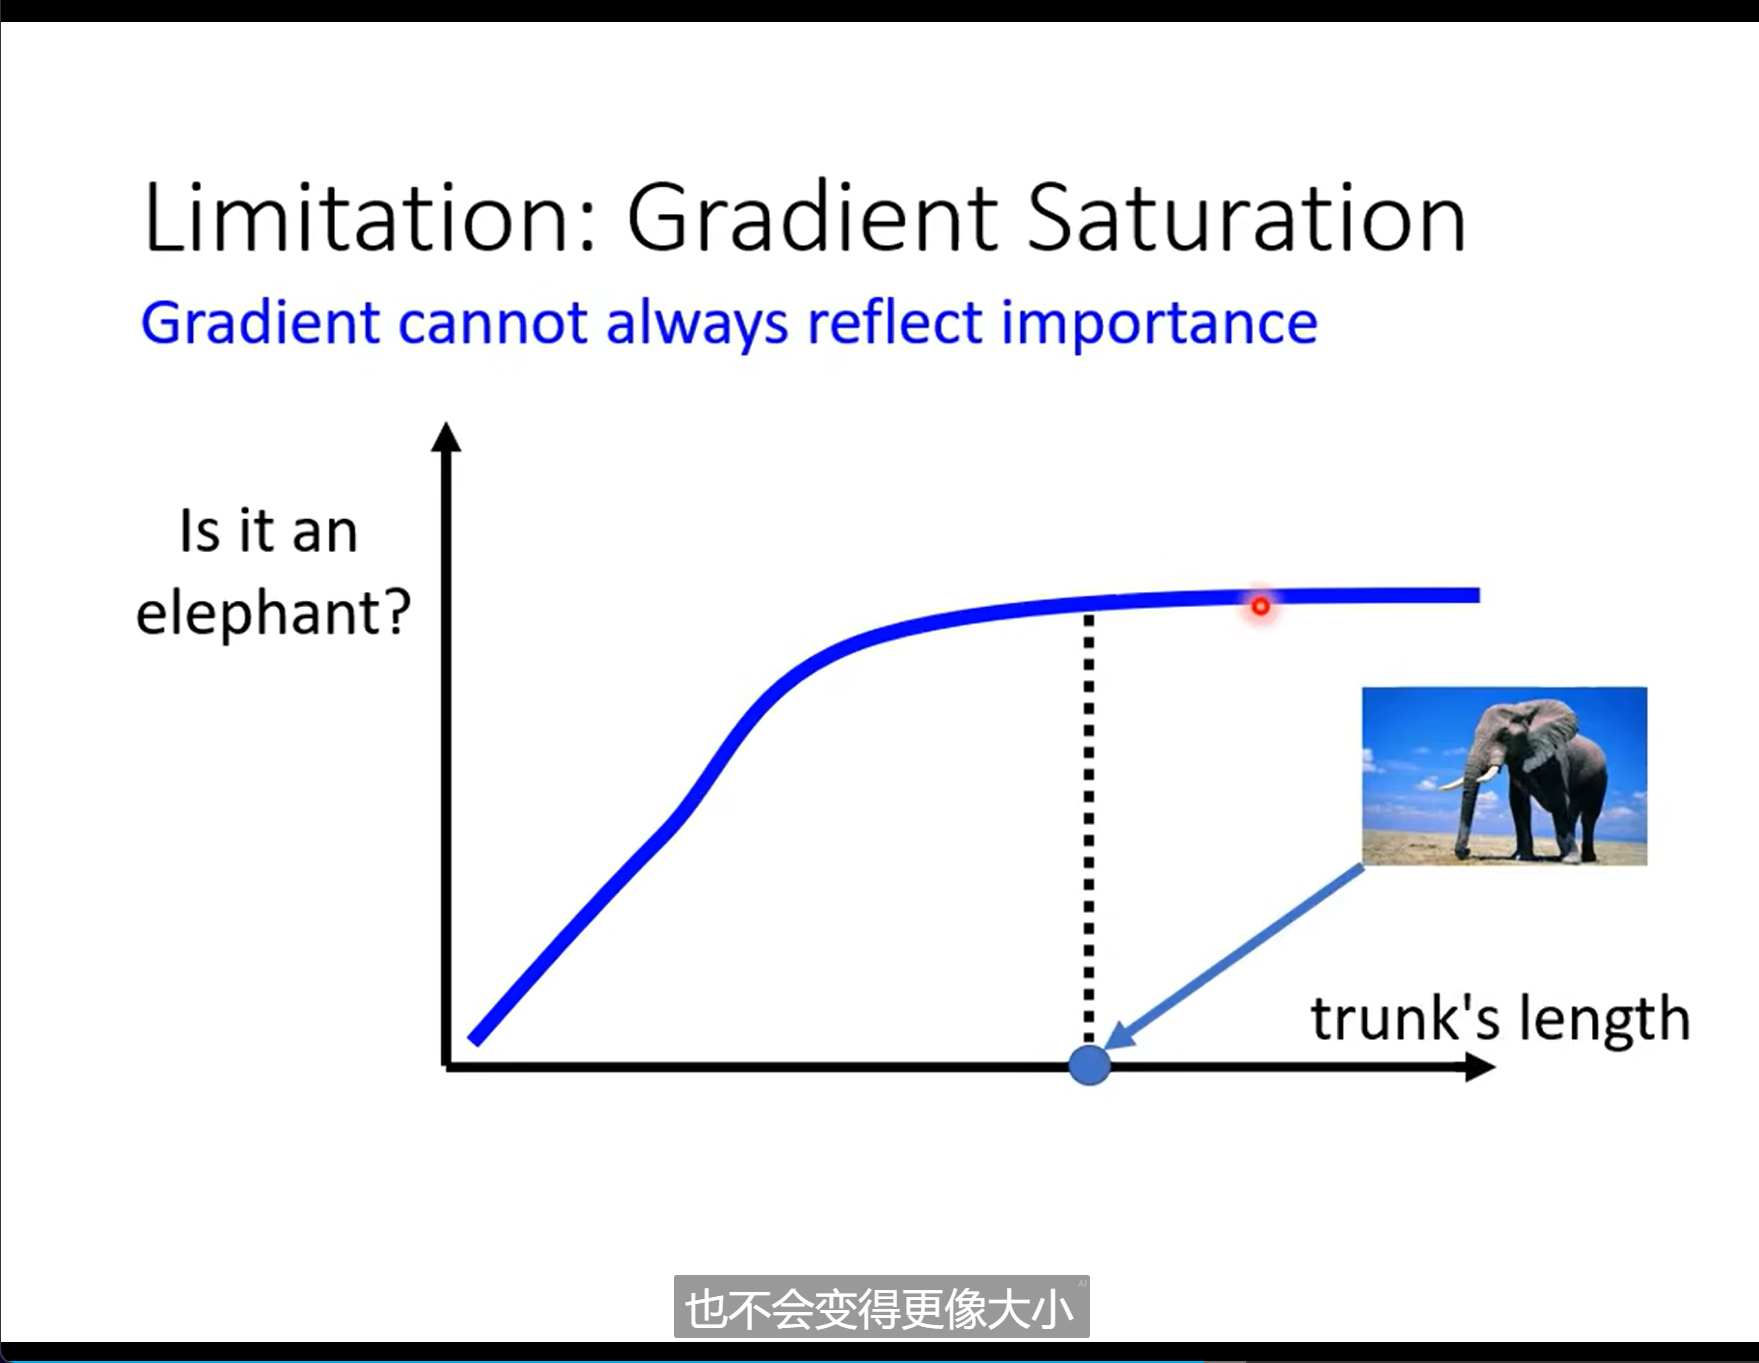 Limitation: Gradient Saturation
Gradient cannot always reflect importance
Is it an
elephant?
trunk's length
AI
也不会变得更像大小